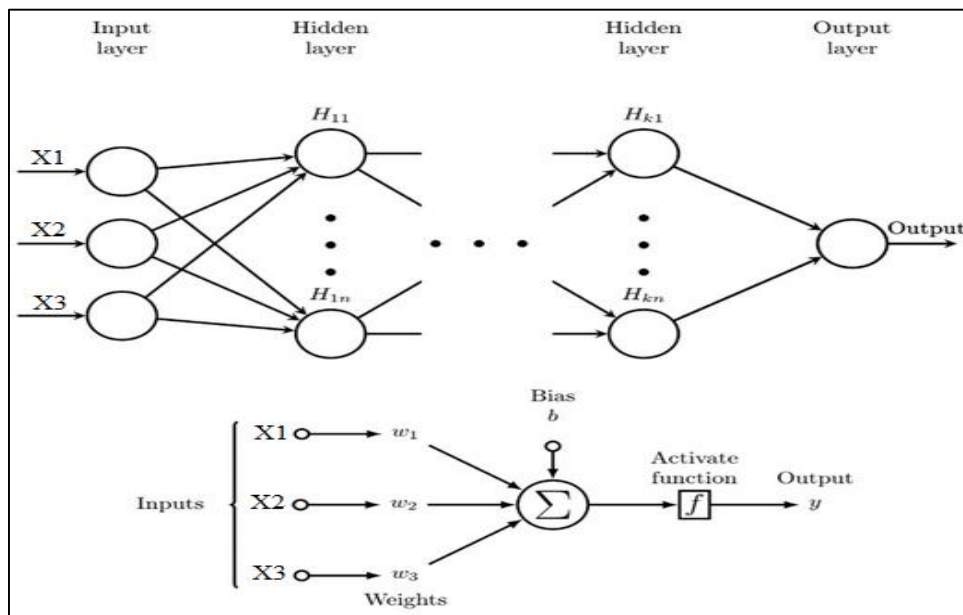 Input
layer
Hidden
layer
Hidden
layer
Output
layer
H11
Hk1
X1
X2
Output
X3
H1n
Hkn
Bias
b
X1
w1
Activate
function
Output
Inputs
X2
w2
Σ
f
y
X3
w3
Weights